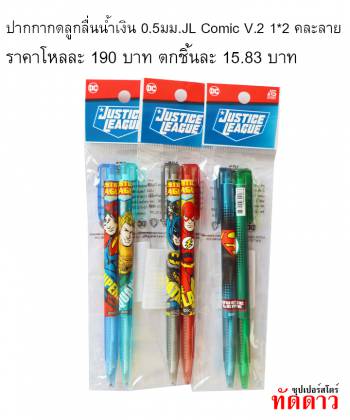 ปากกากดลูกลื่นน้ำเงิน 0.5มม.JL Comic V.2 1*2 คละลาย
ราคาโหลละ 190 บาท ตกชิ้นละ 15.83 บาท
DC
JUSTICE
LEAGUE
DC
JUSTICE
LEAGUE
DC
JUSTICE
LEAGUE
ซุปเปอร์สโตร์
ทัดดาว